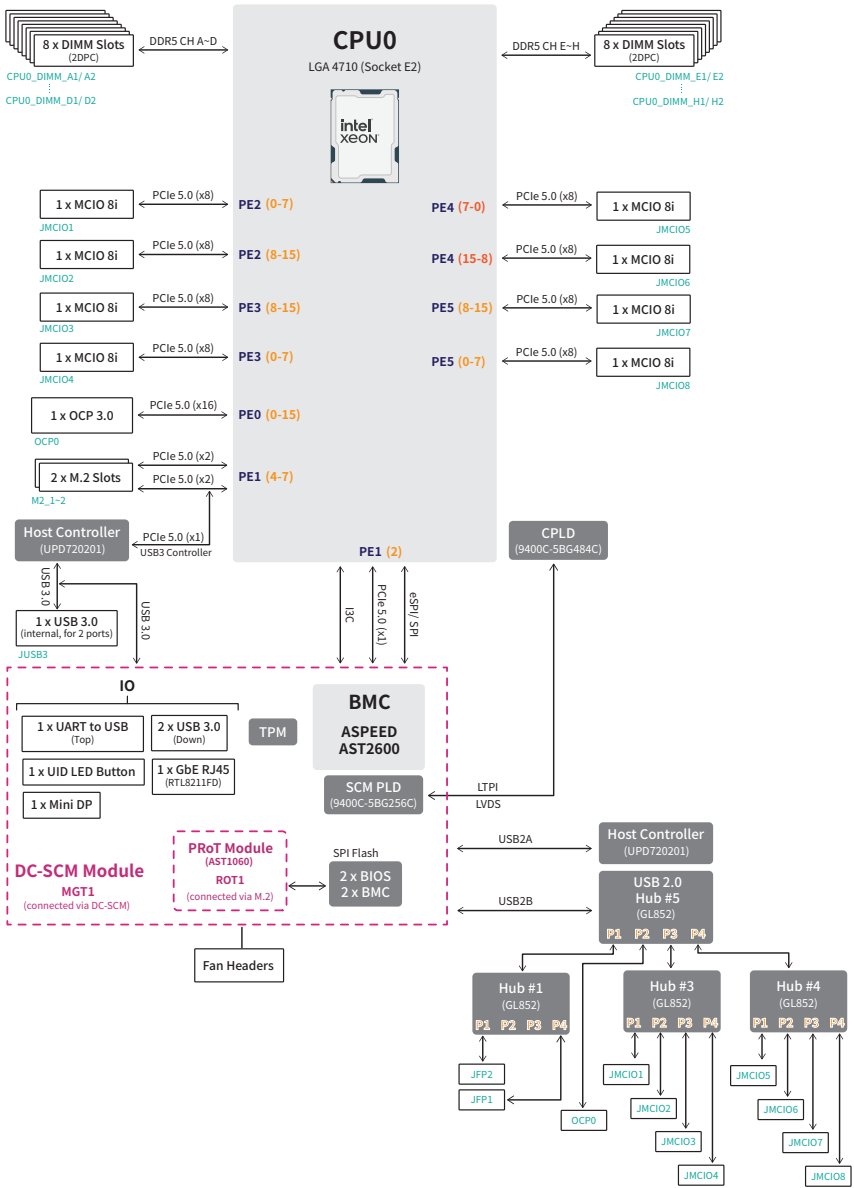 CPU0
LGA 4710 (Socket E2)
intel
XEON
8 x DIMM Slots
(2DPC)
CPU0_DIMM_A1/ A2
CPU0_DIMM_D1/ D2
DDR5 CH A~D
DDR5 CH E~H
8 x DIMM Slots
(2DPC)
CPU0_DIMM_E1/ E2
CPU0_DIMM_H1/ H2
1 x MCIO 8i
JMCIO1
PCIe 5.0 (x8)
PE2 (0-7)
1 x MCIO 8i
JMCIO2
PCIe 5.0 (x8)
PE2 (8-15)
1 x MCIO 8i
JMCIO3
PCIe 5.0 (x8)
PE3 (8-15)
1 x MCIO 8i
JMCIO4
PCIe 5.0 (x8)
PE3 (0-7)
1 x OCP 3.0
OCP0
PCIe 5.0 (x16)
PE0 (0-15)
2 x M.2 Slots
M2_1~2
PCIe 5.0 (x2)
PCIe 5.0 (x2)
PE1 (4-7)
PE4 (7-0)
PCIe 5.0 (x8)
1 x MCIO 8i
JMCIO5
PE4 (15-8)
PCIe 5.0 (x8)
1 x MCIO 8i
JMCIO6
PE5 (8-15)
PCIe 5.0 (x8)
1 x MCIO 8i
JMCIO7
PE5 (0-7)
PCIe 5.0 (x8)
1 x MCIO 8i
JMCIO8
Host Controller
(UPD720201)
PCIe 5.0 (x1)
USB3 Controller
USB 3.0
USB 3.0
1 x USB 3.0
(internal, for 2 ports)
JUSB3
PE1 (2)
I3C
PCIe 5.0 (x1)
eSPI/ SPI
CPLD
(9400C-5BG484C)
IO
1 x UART to USB
(Top)
2 x USB 3.0
(Down)
1 x UID LED Button
1 x GbE RJ45
(RTL8211FD)
1 x Mini DP
TPM
BMC
ASPEED
AST2600
SCM PLD
(9400C-5BG256C)
LTPI
LVDS
DC-SCM Module
MGT1
(connected via DC-SCM)
PRoT Module
(AST1060)
ROT1
(connected via M.2)
SPI Flash
2 x BIOS
2 x BMC
Fan Headers
USB2A
Host Controller
(UPD720201)
USB2B
USB 2.0
Hub #5
(GL852)
P1 P2 P3 P4
Hub #1
(GL852)
P1 P2 P3 P4
Hub #3
(GL852)
P1 P2 P3 P4
Hub #4
(GL852)
P1 P2 P3 P4
JFP2
JFP1
OCP0
JMCIO1
JMCIO2
JMCIO3
JMCIO4
JMCIO5
JMCIO6
JMCIO7
JMCIO8